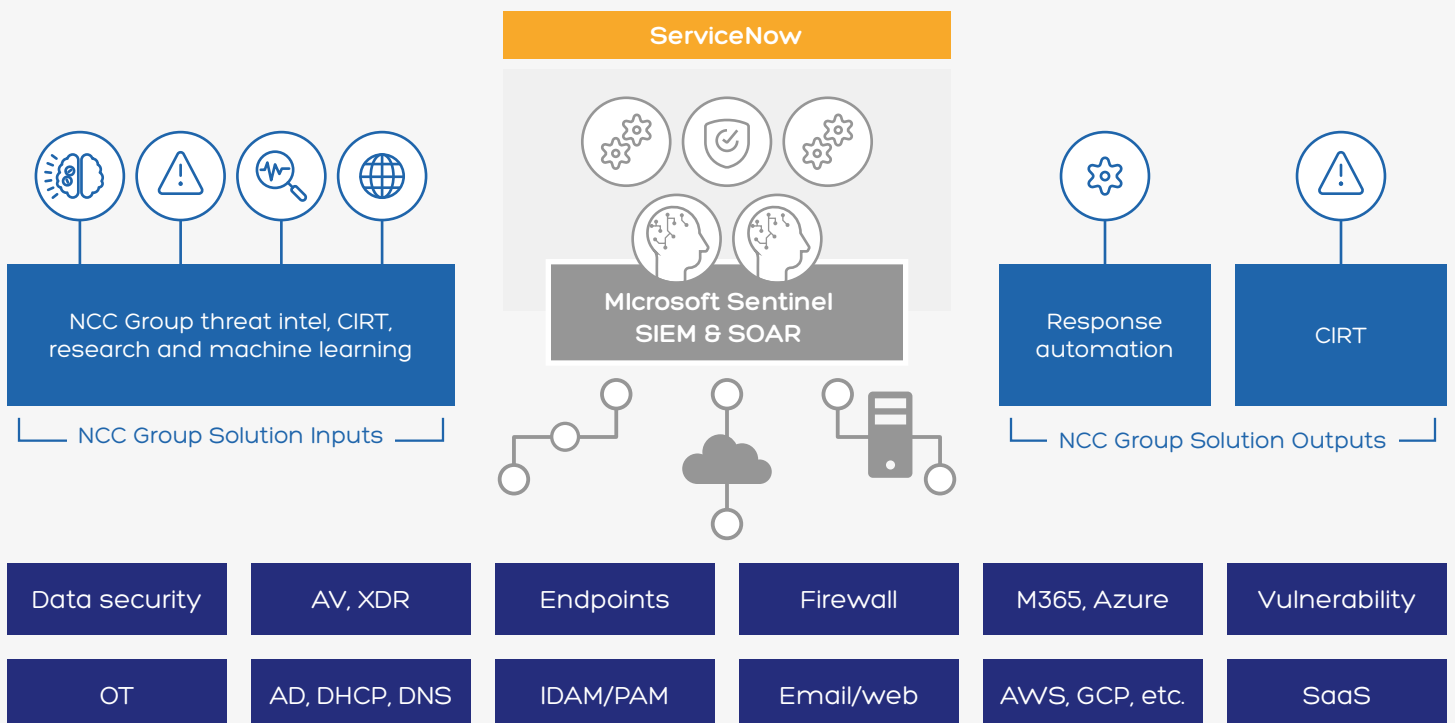 ServiceNow
NCC Group threat intel, CIRT,
research and machine learning
NCC Group Solution Inputs
MIcrosoft Sentinel
SIEM & SOAR
Response
automation
CIRT
NCC Group Solution Outputs
Data security
AV, XDR
Endpoints
Firewall
M365, Azure
Vulnerability
OT
AD, DHCP, DNS
IDAM/PAM
Email/web
AWS, GCP, etc.
SaaS